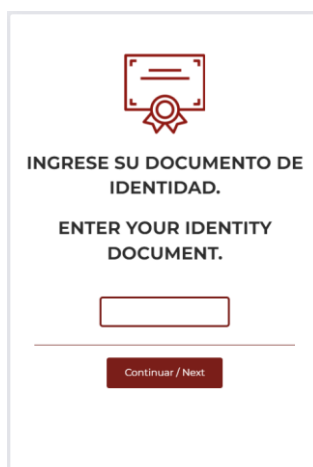 INGRESE SU DOCUMENTO DE
IDENTIDAD.
ENTER YOUR IDENTITY
DOCUMENT.
Continuar / Next